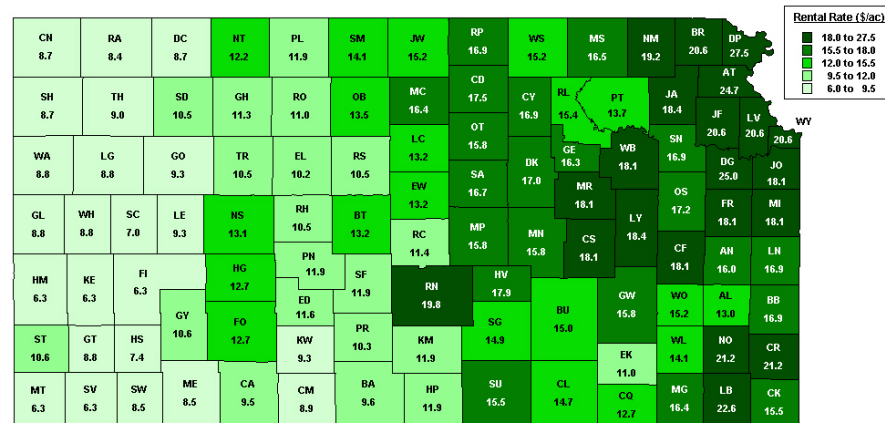 Rental Rate ($/ac)
18.0 to 27.5
15.5 to 18.0
12.0 to 15.5
9.5 to 12.0
6.0 to 9.5
CN
8.7
RA
8.4
DC
8.7
NT
12.2
PL
11.9
SM
14.1
JW
15.2
RP
16.9
WS
15.2
MS
16.5
NM
19.2
BR
20.6
DP
27.5
AT
24.7
SH
8.7
TH
9.0
SD
10.5
GH
11.3
RO
11.0
OB
13.5
MC
16.4
CD
17.5
CY
16.9
RL
15.4
PT
13.7
JA
18.4
JF
20.6
LV
20.6
WY
20.6
WA
8.8
LG
8.8
GO
9.3
TR
10.5
EL
10.2
RS
10.5
LC
13.2
OT
15.8
DK
17.0
GE
16.3
WB
18.1
SN
16.9
DG
25.0
JO
18.1
EW
13.2
SA
16.7
MR
18.1
OS
17.2
GL
8.8
WH
8.8
SC
7.0
LE
9.3
NS
13.1
RH
10.5
BT
13.2
RC
11.4
MP
15.8
MN
15.8
CS
18.1
LY
18.4
FR
18.1
MI
18.1
HM
6.3
KE
6.3
FI
6.3
HG
12.7
PN
11.9
SF
11.9
RN
19.8
HV
17.9
CF
18.1
AN
16.0
LN
16.9
GY
10.6
FO
12.7
ED
11.6
BU
15.0
GW
15.8
WO
15.2
AL
13.0
BB
16.9
ST
10.6
GT
8.8
HS
7.4
KW
9.3
PR
10.3
KM
11.9
SG
14.9
EK
11.0
WL
14.1
NO
21.2
CR
21.2
MT
6.3
SV
6.3
SW
8.5
ME
8.5
CA
9.5
CM
8.9
BA
9.6
HP
11.9
SU
15.5
CL
14.7
CQ
12.7
MG
16.4
LB
22.6
CK
15.5